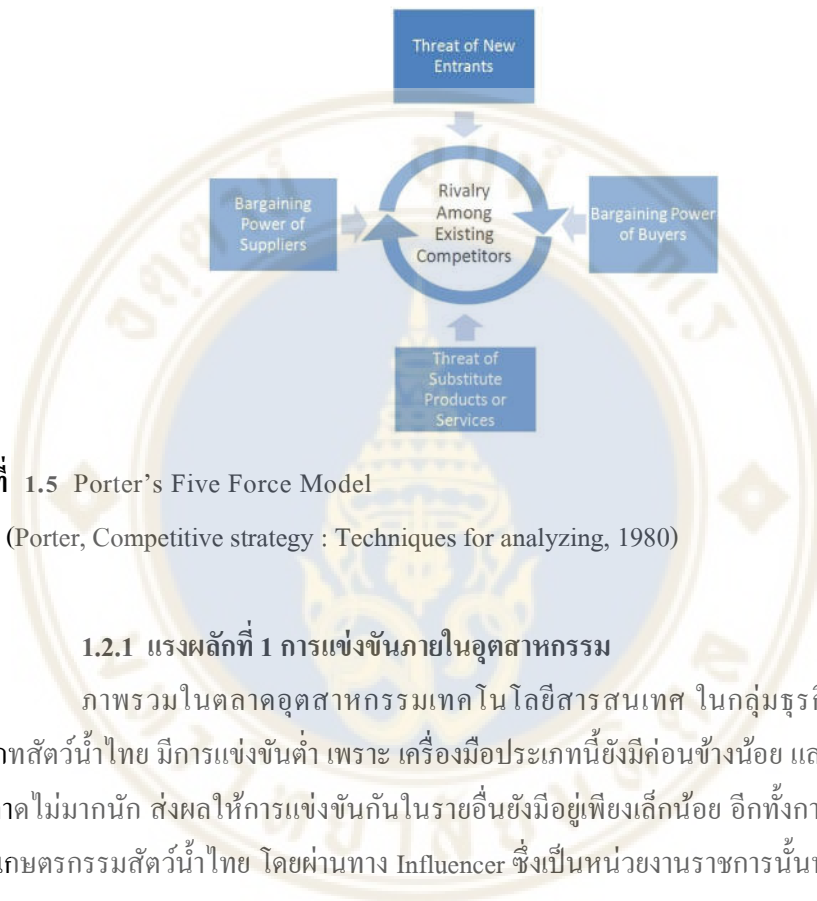 Threat of New
Entrants
Bargaining
Power of
Suppliers
Rivalry
Among
Existing
Competitors
Bargaining Power
of Buyers
Threat of
Substitute
Products or
Services
ที่ 1.5 Porter’s Five Force Model
(Porter, Competitive strategy : Techniques for analyzing, 1980)
1.2.1 แรงผลักที่ 1 การแข่งขันภายในอุตสาหกรรม
ภาพรวมในตลาดอุตสาหกรรมเทคโนโลยีสารสนเทศ ในกลุ่มธุรกิ
ภทสัตว์น้ำไทย มีการแข่งขันต่ำ เพราะ เครื่องมือประเภทนี้ยังมีค่อนข้างน้อย และ
าดไม่มากนัก ส่งผลให้การแข่งขันกันในรายอื่นยังมีอยู่เพียงเล็กน้อย อีกทั้งกา
เกษตรกรรมสัตว์น้ำไทย โดยผ่านทาง Influencer ซึ่งเป็นหน่วยงานราชการนั้น